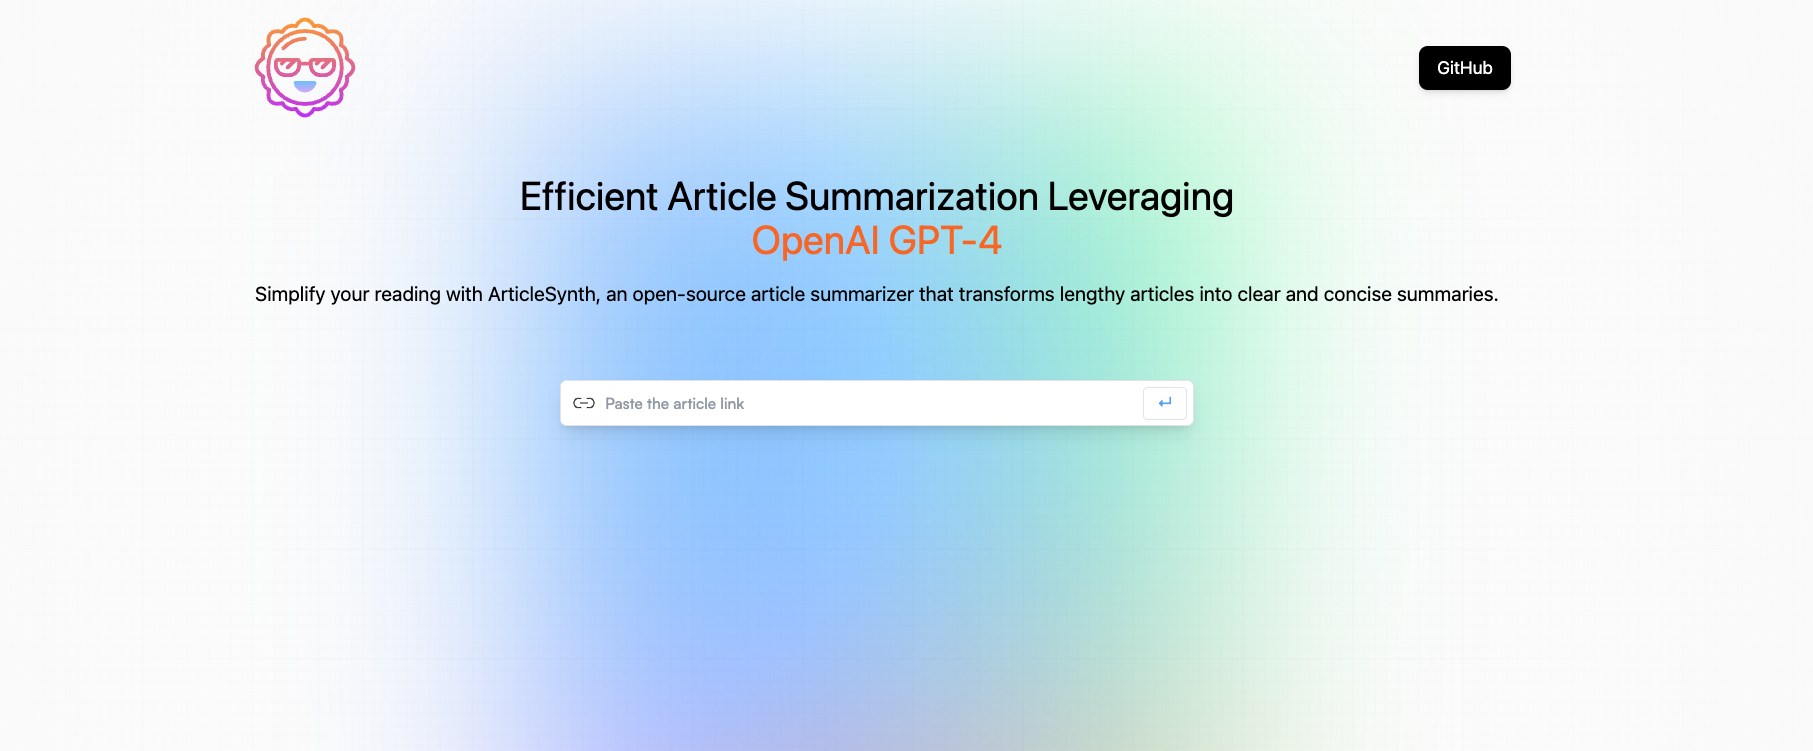 GitHub
Efficient Article Summarization Leveraging
OpenAI GPT-4
Simplify your reading with ArticleSynth, an open-source article summarizer that transforms lengthy articles into clear and concise summaries.
Paste the article link